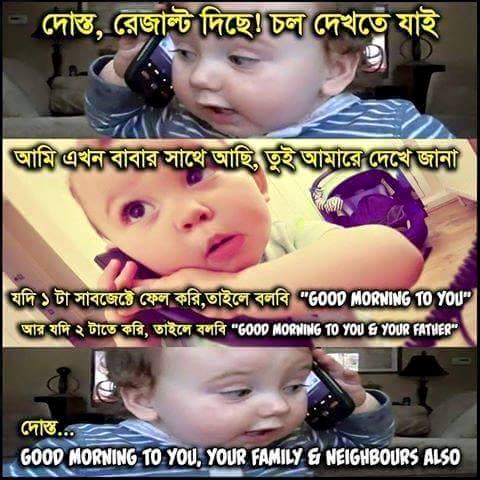 দোস্ত, রেজাল্ট দিছে! চল দেখতে যাই
আমি এখন বাবার সাথে আছি, তুই আমারে দেখে জানা
যদি ১ টা সাবজেক্টে ফেল করি,তাইলে বলবি "GOOD MORNING TO YOU"
আর যদি ২ টাতে করি, তাইলে বলবি "GOOD MORNING TO YOU & YOUR FATHER"
দোস্ত...
GOOD MORNING TO YOU, YOUR FAMILY & NEIGHBOURS ALSO